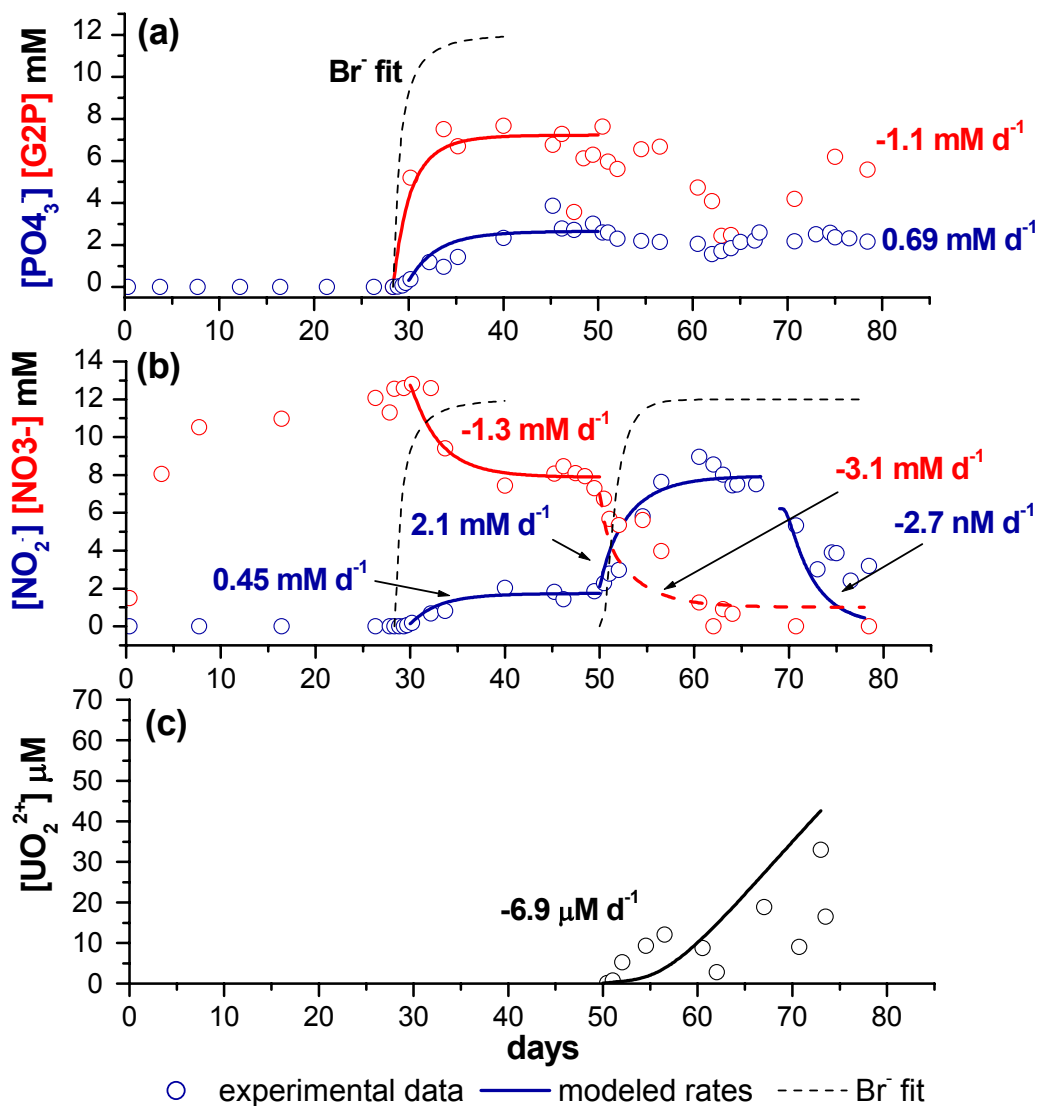 (a)
Br⁻ fit
[PO4₃⁻] [G2P] mM
12
10
8
6
4
2
0
-1.1 mM d⁻¹
0.69 mM d⁻¹
0 10 20 30 40 50 60 70 80
(b)
[NO₂⁻] [NO3-] mM
14
12
10
8
6
4
2
0
-1.3 mM d⁻¹
-3.1 mM d⁻¹
2.1 mM d⁻¹
-2.7 nM d⁻¹
0.45 mM d⁻¹
0 10 20 30 40 50 60 70 80
(c)
[UO₂²⁺] μM
70
60
50
40
30
20
10
0
-6.9 μM d⁻¹
0 10 20 30 40 50 60 70 80
days
experimental data modeled rates Br⁻ fit